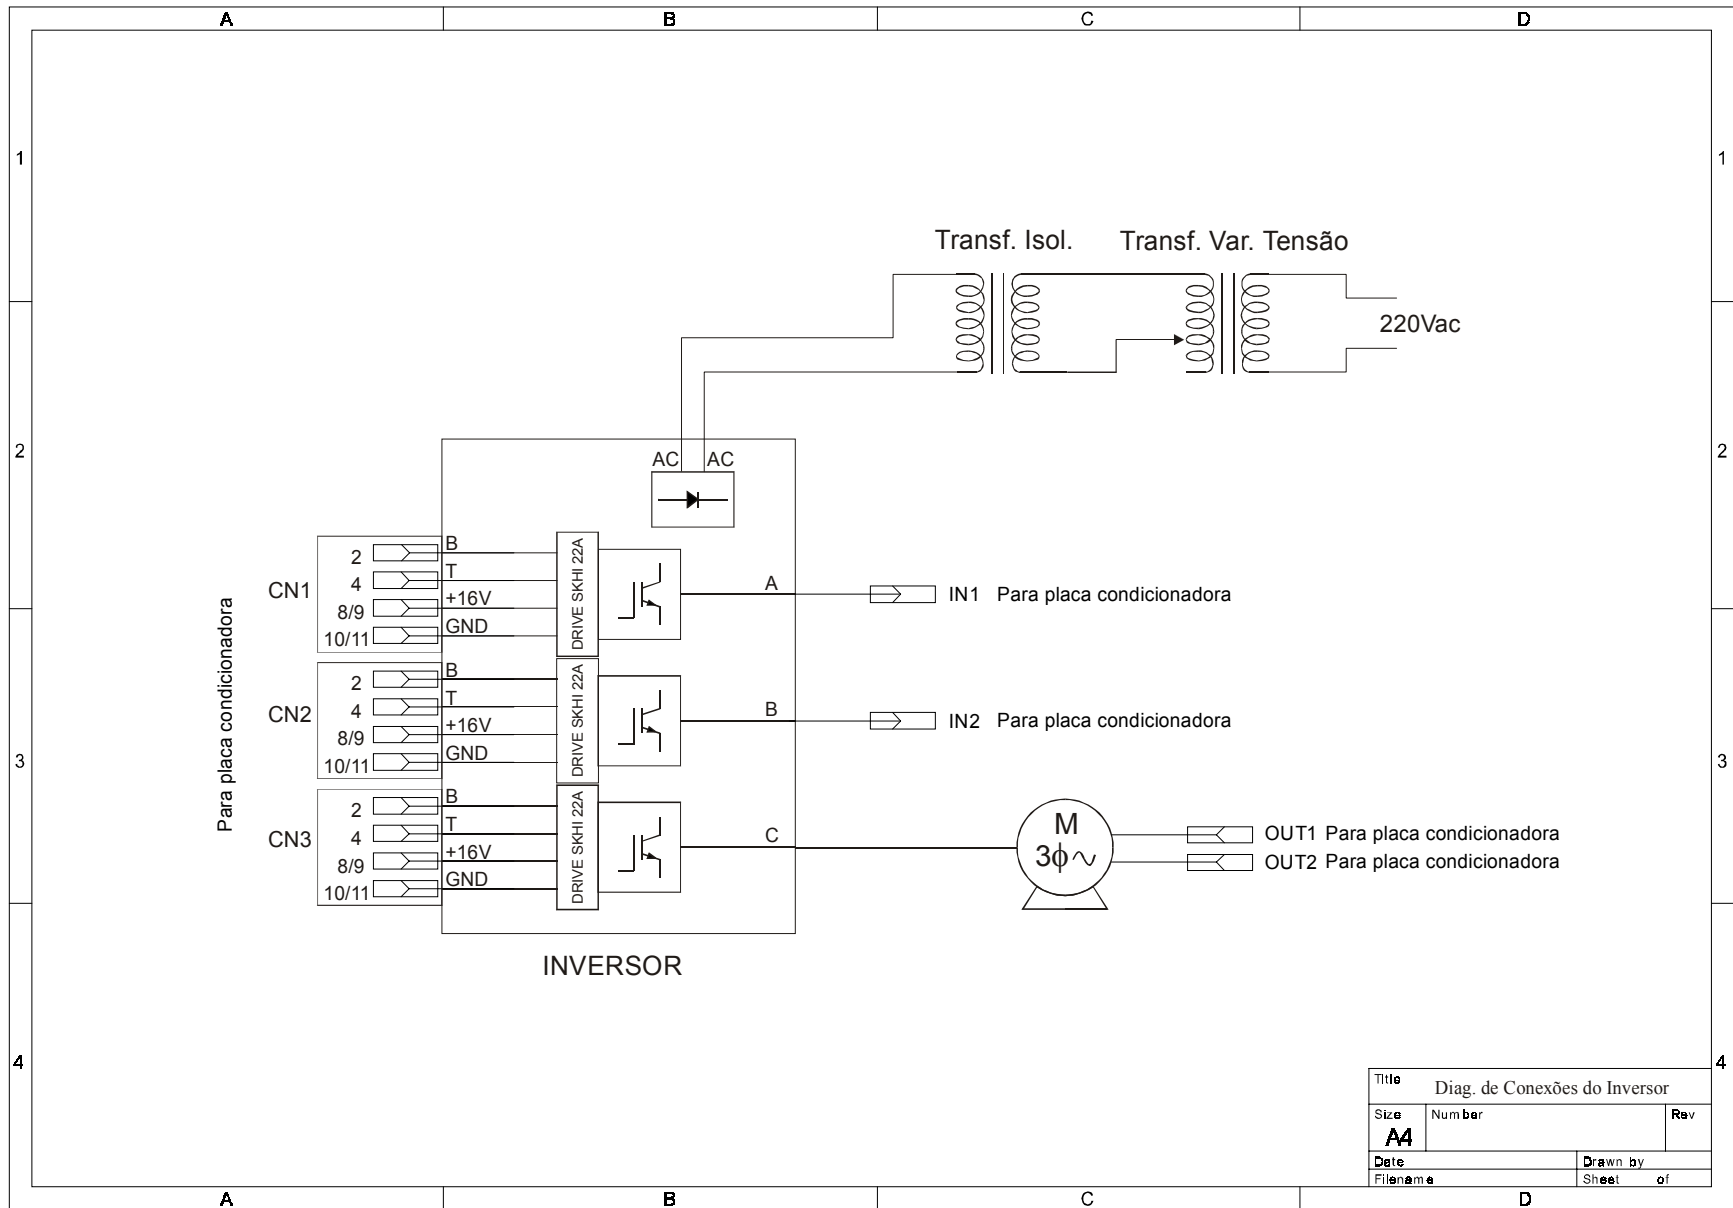 A B C D
1 1
Transf. Isol. Transf. Var. Tensão
220Vac
2 2
AC AC
CN1
2 B
4 T
8/9 +16V
10/11 GND
DRIVE SKHI 22A
A
IN1 Para placa condicionadora
Para placa condicionadora
CN2
2 B
4 T
8/9 +16V
10/11 GND
DRIVE SKHI 22A
B
IN2 Para placa condicionadora
3 3
CN3
2 B
4 T
8/9 +16V
10/11 GND
DRIVE SKHI 22A
C
M
3ϕ
OUT1 Para placa condicionadora
OUT2 Para placa condicionadora
INVERSOR
4 4
Title
Diag. de Conexões do Inversor
Size Number Rev
A4
Date Drawn by
Filename Sheet of
A B C D